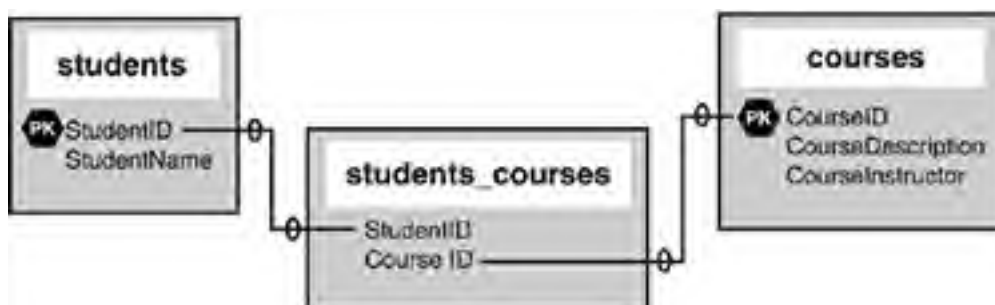 students
PK StudentID
StudentName
students_courses
StudentID
Course ID
courses
PK CourseID
CourseDescription
CourseInstructor